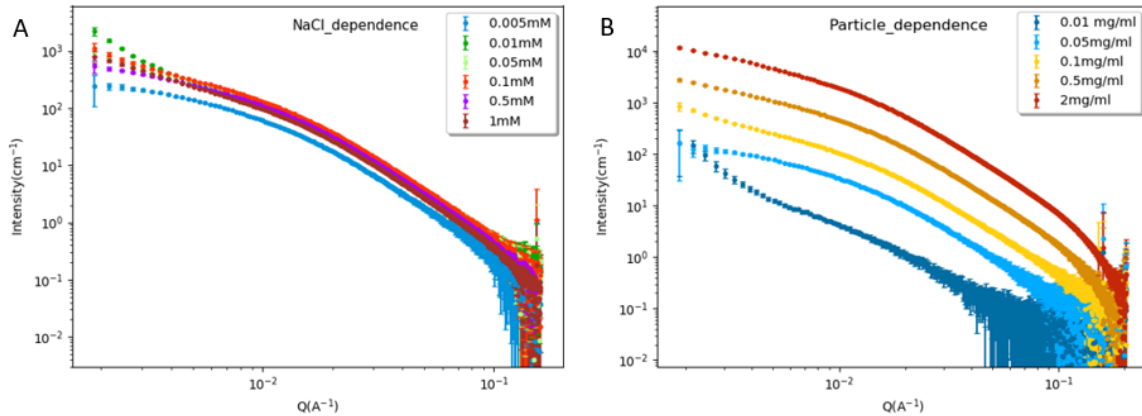 A
NaCl_dependence
0.005mM
0.01mM
0.05mM
0.1mM
0.5mM
1mM
10³
10²
10¹
10⁰
10⁻¹
10⁻²
Intensity(cm⁻¹)
10⁻²
10⁻¹
Q(A⁻¹)
B
Particle_dependence
0.01 mg/ml
0.05mg/ml
0.1mg/ml
0.5mg/ml
2mg/ml
10⁴
10³
10²
10¹
10⁰
10⁻¹
10⁻²
Intensity(cm⁻¹)
10⁻²
10⁻¹
Q(A⁻¹)